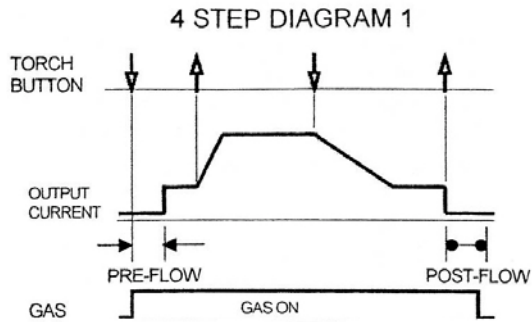 4 STEP DIAGRAM 1
TORCH
BUTTON
OUTPUT
CURRENT
PRE-FLOW
POST-FLOW
GAS
GAS ON